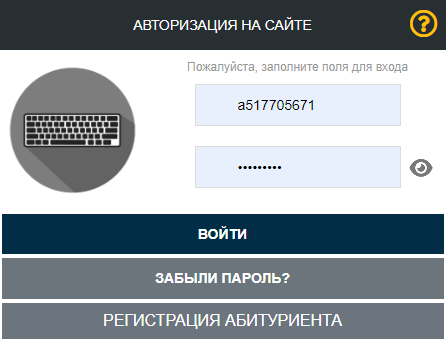 АВТОРИЗАЦИЯ НА САЙТЕ
?
Пожалуйста, заполните поля для входа
a517705671
•••••••••
ВОЙТИ
ЗАБЫЛИ ПАРОЛЬ?
РЕГИСТРАЦИЯ АБИТУРИЕНТА